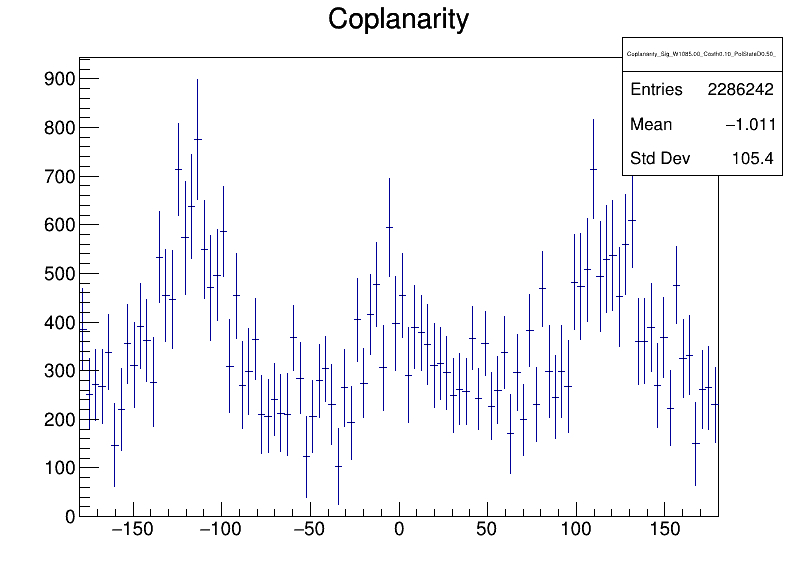 Coplanarity
Coplanarity_Sig_W1085.00_Costh0.10_PolStateD0.50_
Entries 2286242
Mean −1.011
Std Dev 105.4
900
800
700
600
500
400
300
200
100
0
−150 −100 −50 0 50 100 150